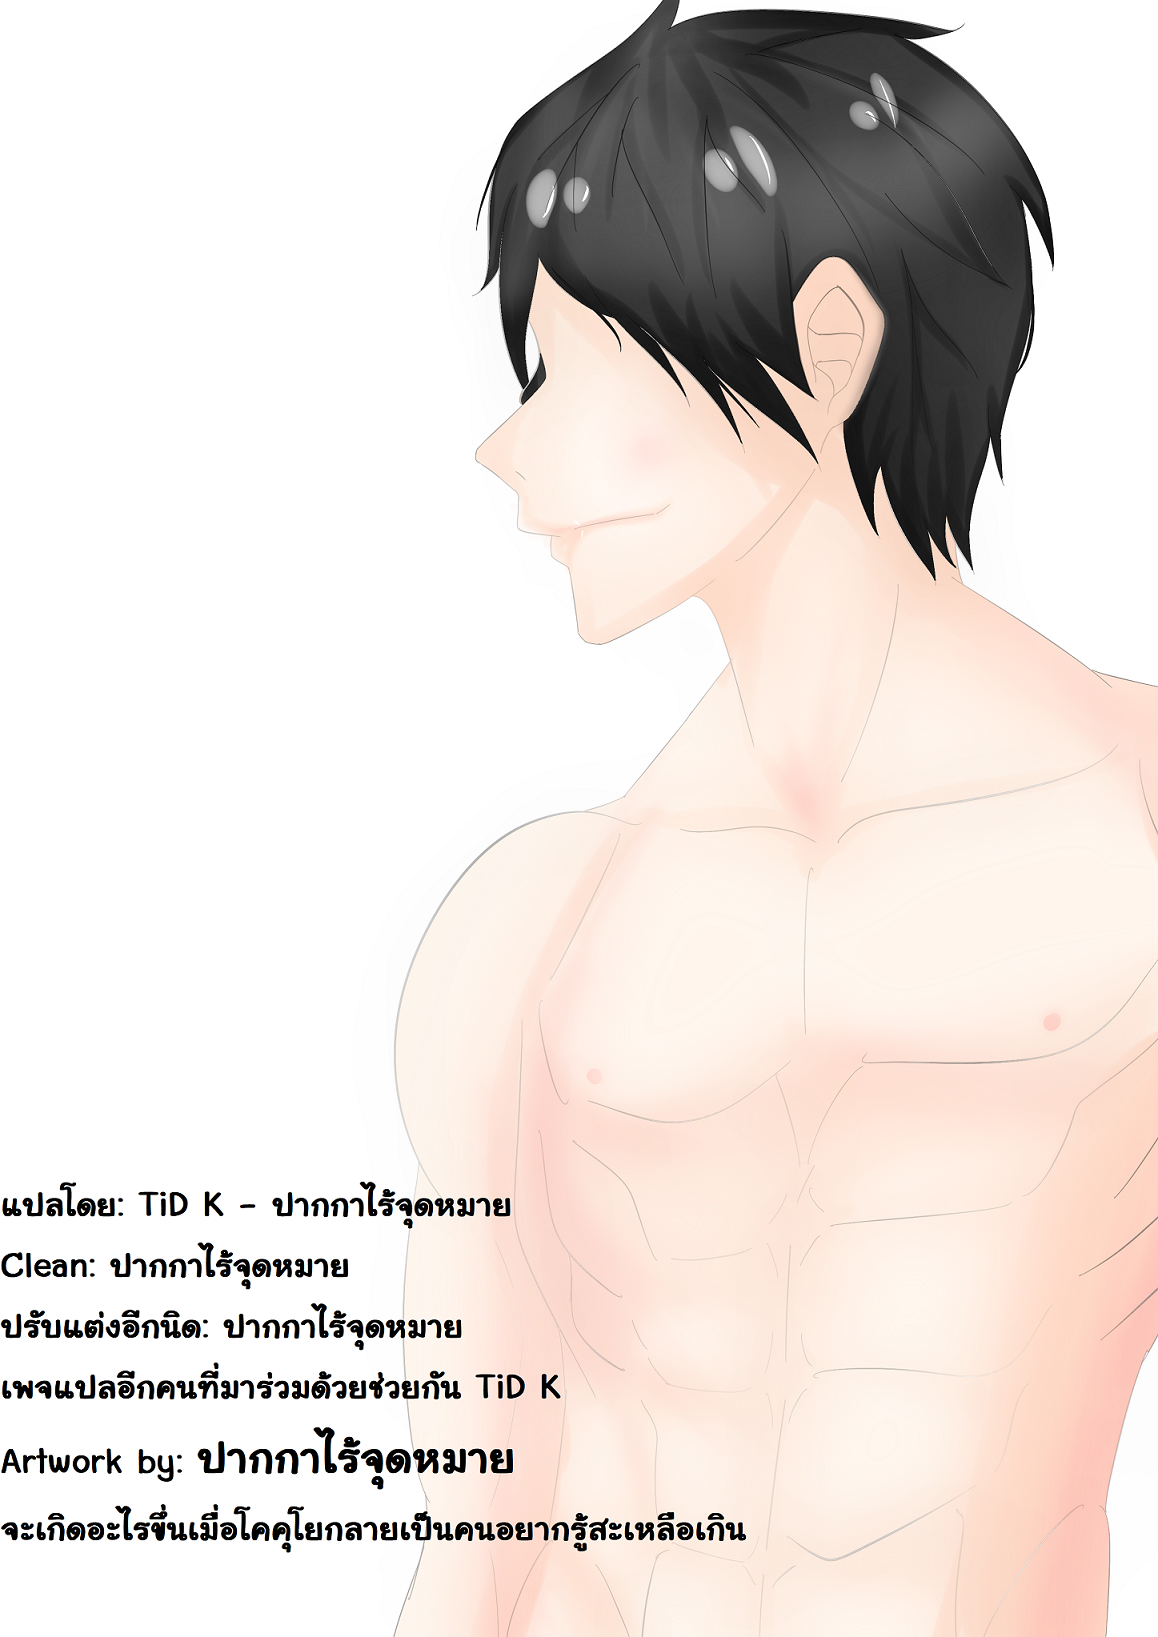 แปลโดย: TiD K - ปากกาไร้จุดหมาย
Clean: ปากกาไร้จุดหมาย
ปรับแต่งอีกนิด: ปากกาไร้จุดหมาย
เพจแปลอีกคนที่มาร่วมด้วยช่วยกัน TiD K
Artwork by: ปากกาไร้จุดหมาย
จะเกิดอะไรขึ่นเมื่อโคคุโยกลายเป็นคนอยากรู้สะเหลือเกิน